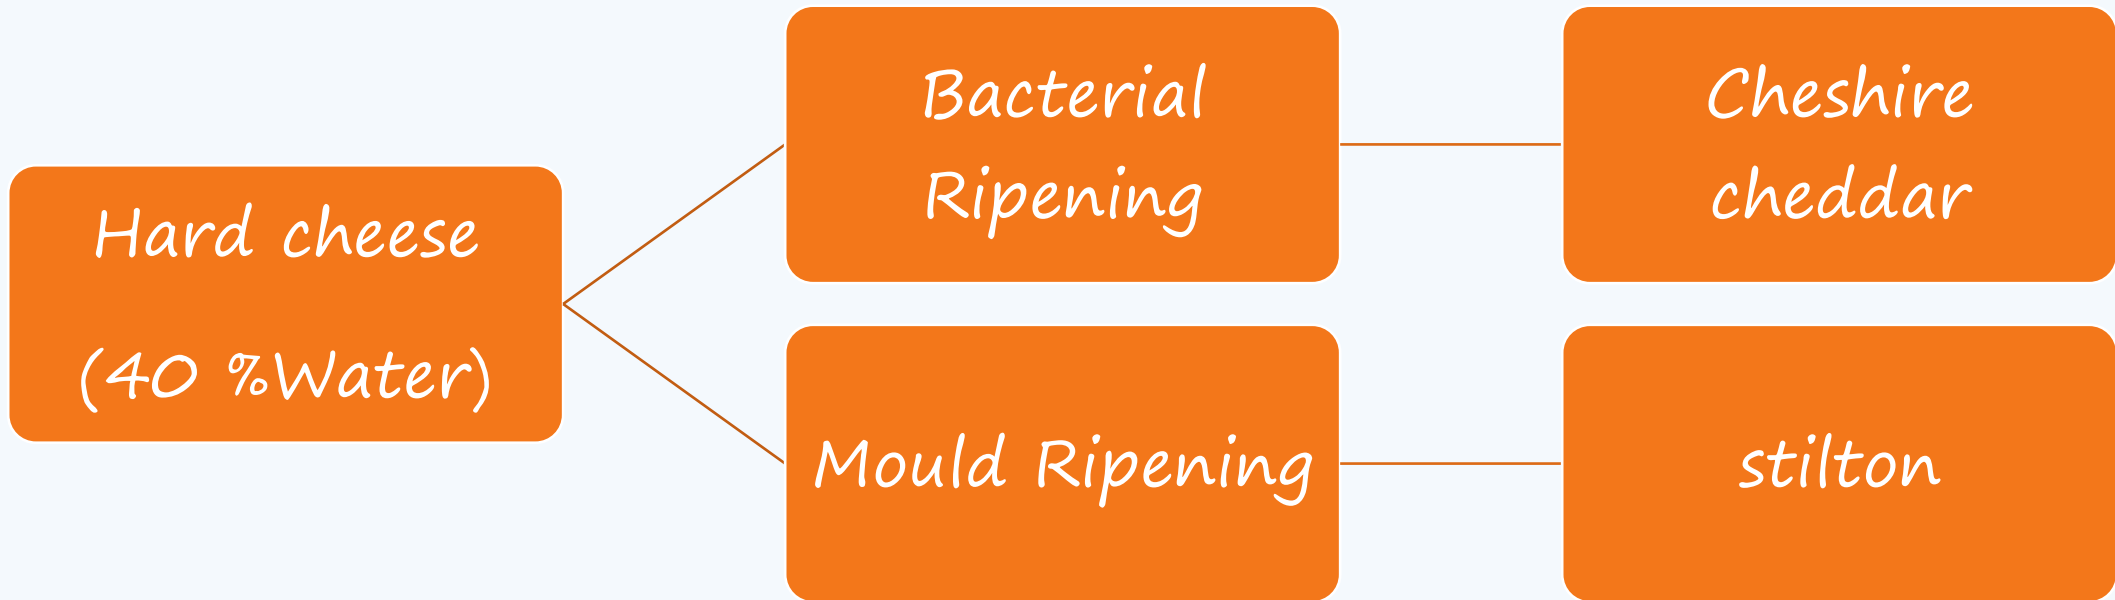 Hard cheese
(40 %Water)
Bacterial
Ripening
Cheshire
cheddar
Mould Ripening
stilton